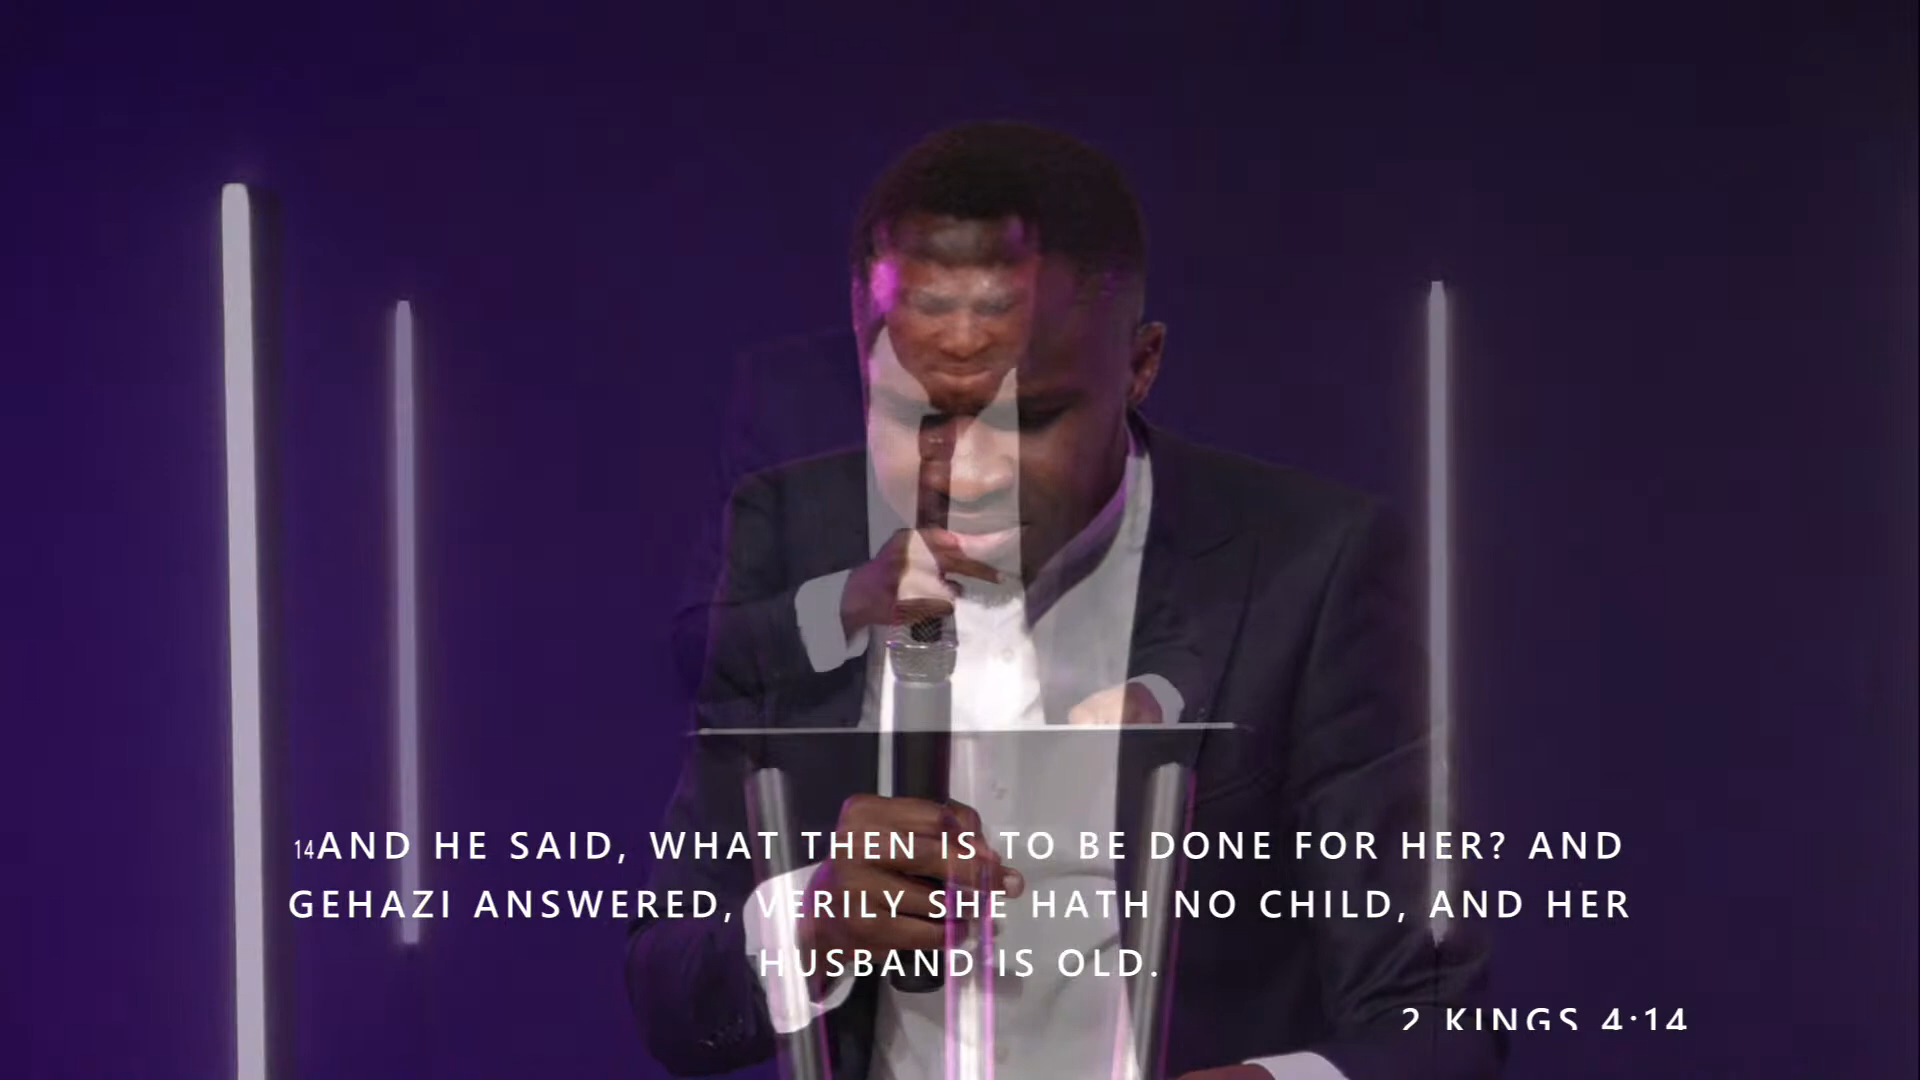 14AND HE SAID, WHAT THEN IS TO BE DONE FOR HER? AND
GEHAZI ANSWERED, VERILY SHE HATH NO CHILD, AND HER
HUSBAND IS OLD.
2 KINGS 4:14